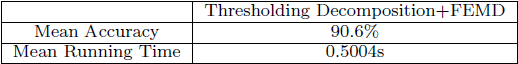 Thresholding Decomposition+FEMD
Mean Accuracy 90.6%
Mean Running Time 0.5004s